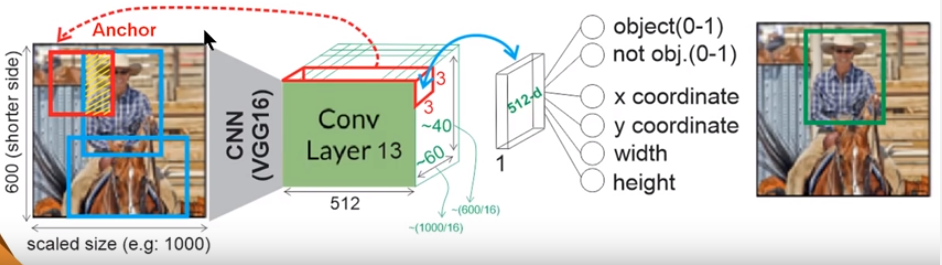 Anchor
600 (shorter side)
scaled size (e.g: 1000)
CNN
(VGG16)
Conv
Layer 13
512
3
3
~40
~60
~(600/16)
~(1000/16)
512-d
1
object(0-1)
not obj.(0-1)
x coordinate
y coordinate
width
height